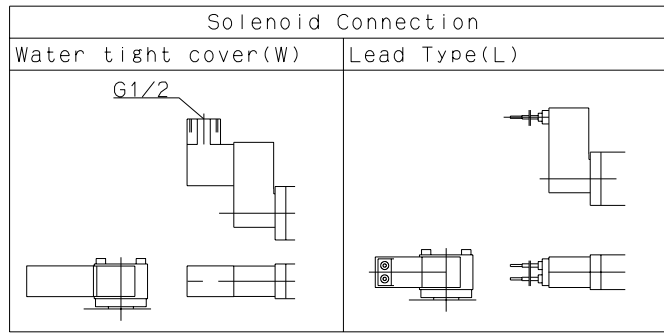 Solenoid Connection
Water tight cover(W)
Lead Type(L)
G1/2